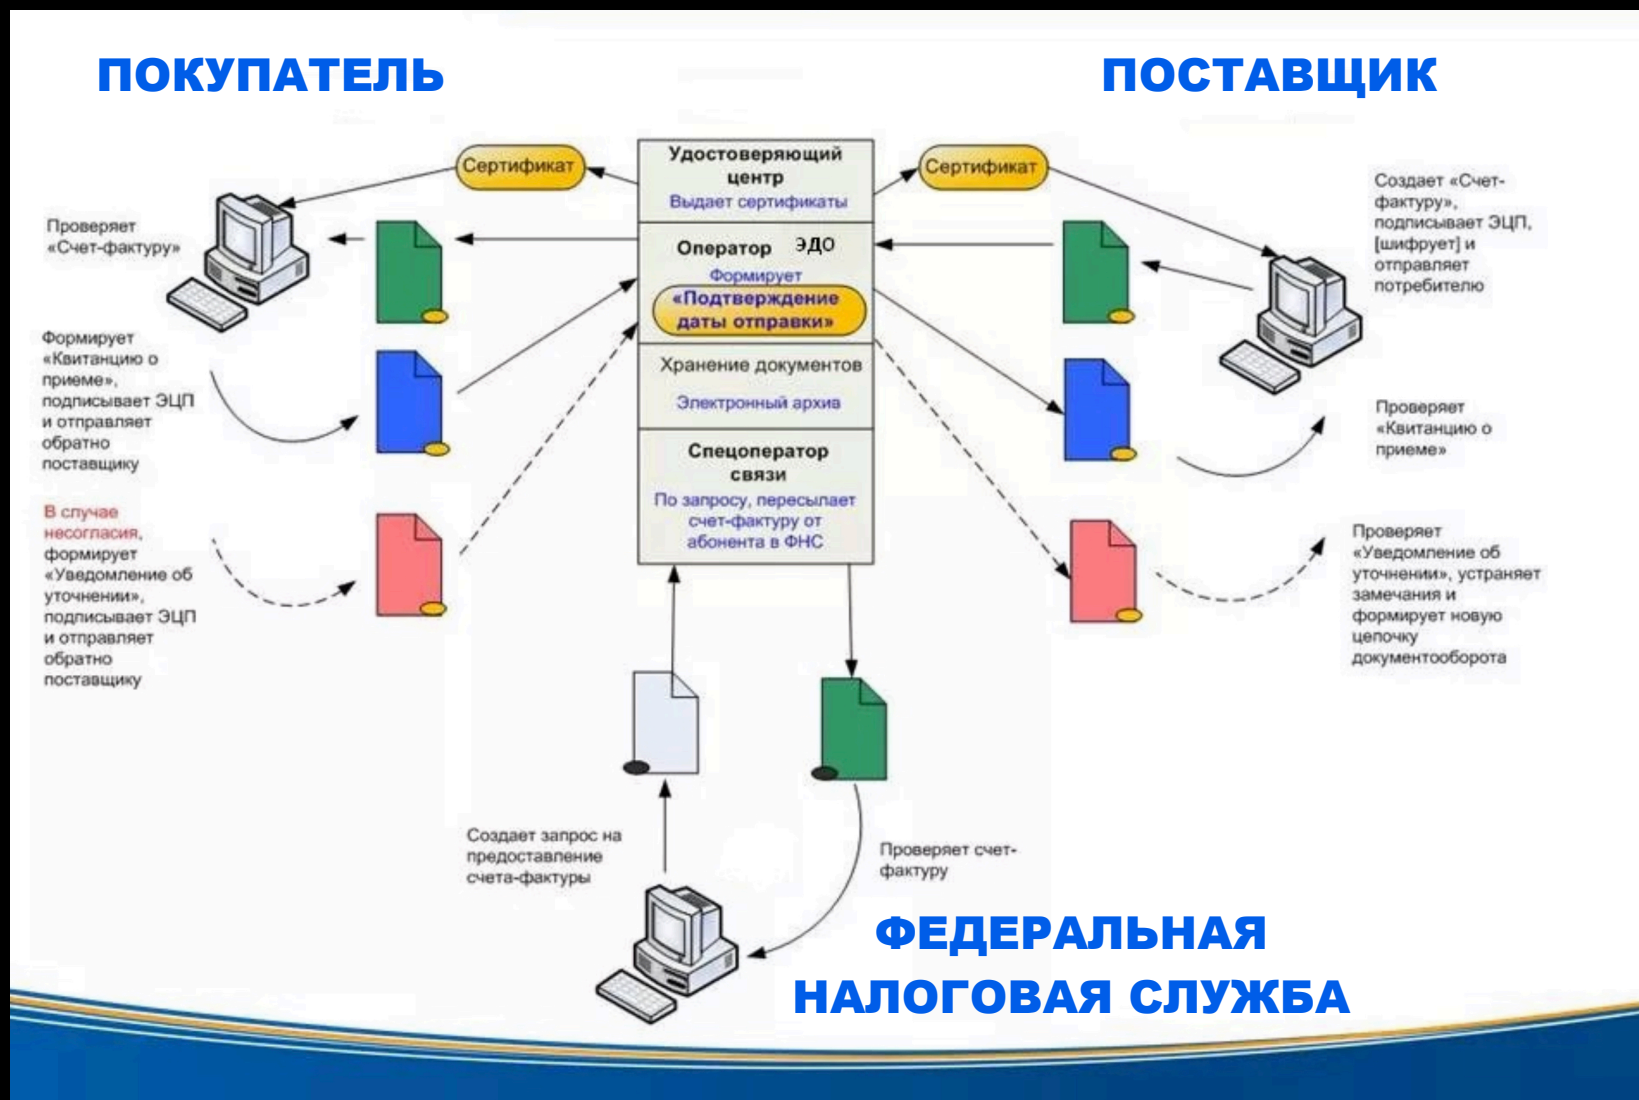 ПОКУПАТЕЛЬ
ПОСТАВЩИК
Сертификат
Удостоверяющий
центр
Выдает сертификаты
Сертификат
Проверяет
«Счет-фактуру»
Оператор ЭДО
Формирует
«Подтверждение
даты отправки»
Создает «Счет-
фактуру»,
подписывает ЭЦП,
[шифрует] и
отправляет
потребителю
Формирует
«Квитанцию о
приеме»,
подписывает ЭЦП
и отправляет
обратно
поставщику
Хранение документов
Электронный архив
Проверяет
«Квитанцию о
приеме»
Спецоператор
связи
По запросу, пересылает
счет-фактуру от
абонента в ФНС
В случае
несогласия,
формирует
«Уведомление об
уточнении»,
подписывает ЭЦП
и отправляет
обратно
поставщику
Проверяет
«Уведомление об
уточнении», устраняет
замечания и
формирует новую
цепочку
документооборота
Создает запрос на
предоставление
счета-фактуры
Проверяет счет-
фактуру
ФЕДЕРАЛЬНАЯ
НАЛОГОВАЯ СЛУЖБА